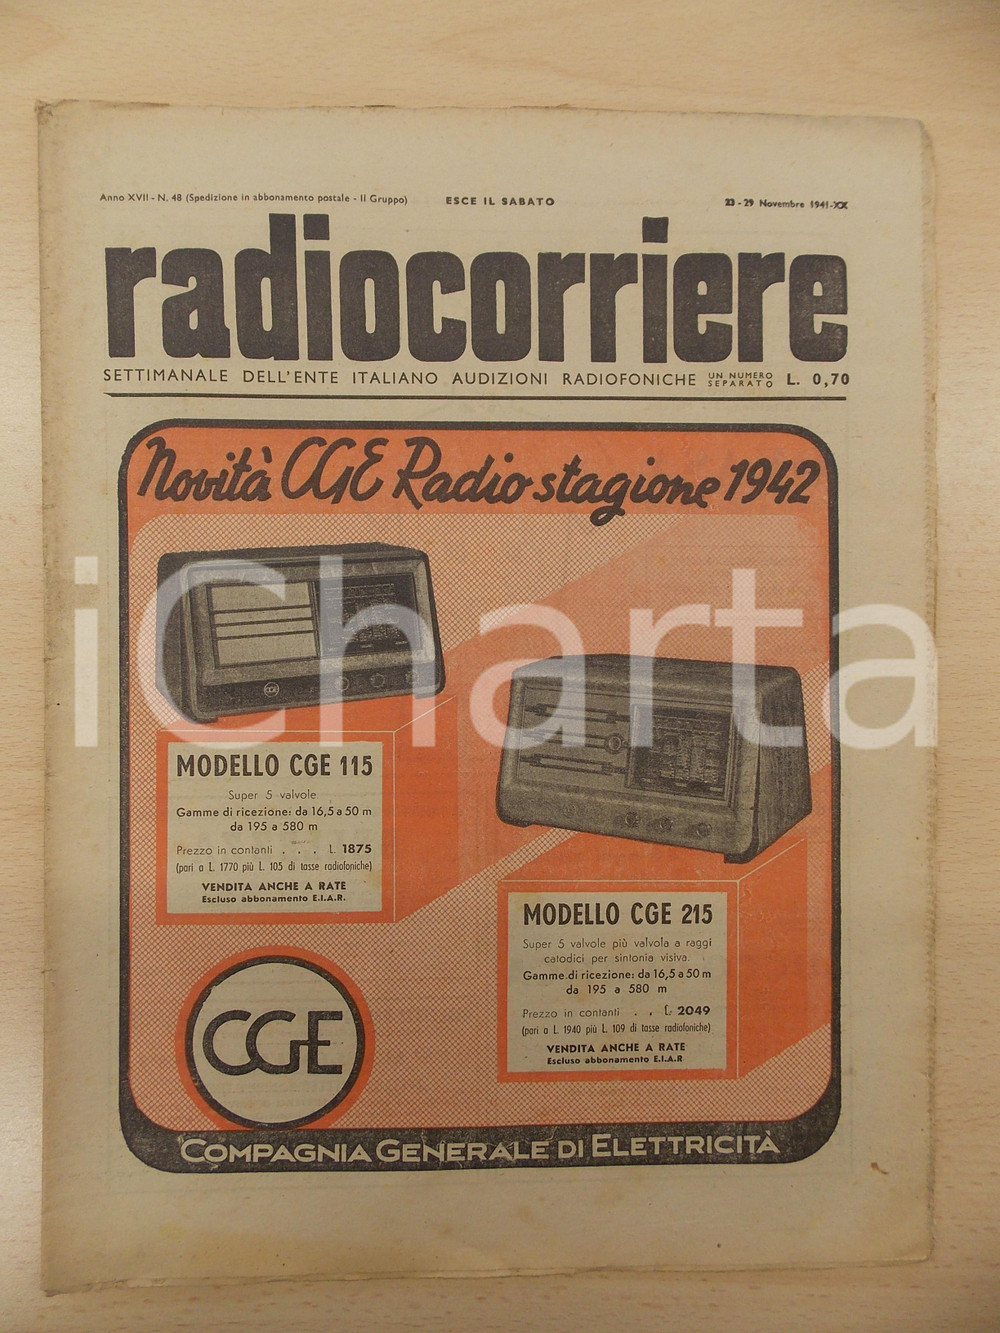 Anno XVII - N. 48 (Spedizione in abbonamento postale - II Gruppo) ESCE IL SABATO 23 - 29 Novembre 1941-XX
radiocorriere
SETTIMANALE DELL'ENTE ITALIANO AUDIZIONI RADIOFONICHE UN NUMERO SEPARATO L. 0,70
Novità CGE Radio stagione 1942
CGE
MODELLO CGE 115
Super 5 valvole.
Gamme di ricezione: da 16,5 a 50 m
da 195 a 580 m
Prezzo in contanti . . . L. 1875
(pari a L. 1770 più L. 105 di tasse radiofoniche)
VENDITA ANCHE A RATE
Escluso abbonamento E.I.A.R.
MODELLO CGE 215
Super 5 valvole più valvola a raggi
catodici per sintonia visiva.
Gamme di ricezione: da 16,5 a 50 m
da 195 a 580 m
Prezzo in contanti . . L. 2049
(pari a L. 1940 più L. 109 di tasse radiofoniche)
VENDITA ANCHE A RATE
Escluso abbonamento E.I.A.R
CGE
COMPAGNIA GENERALE DI ELETTRICITÀ
iCharta